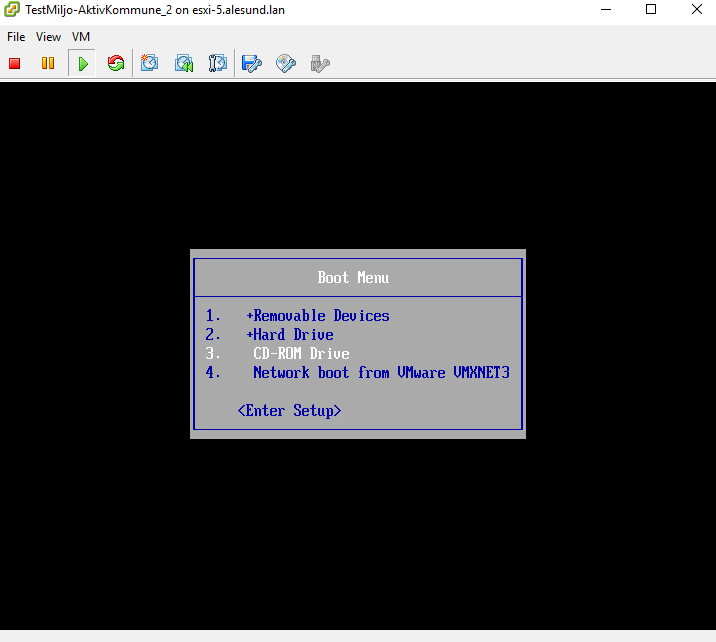 TestMiljo-AktivKommune_2 on esxi-5.alesund.lan
File View VM
Boot Menu
1. +Removable Devices
2. +Hard Drive
3. CD-ROM Drive
4. Network boot from VMware VMXNET3
<Enter Setup>